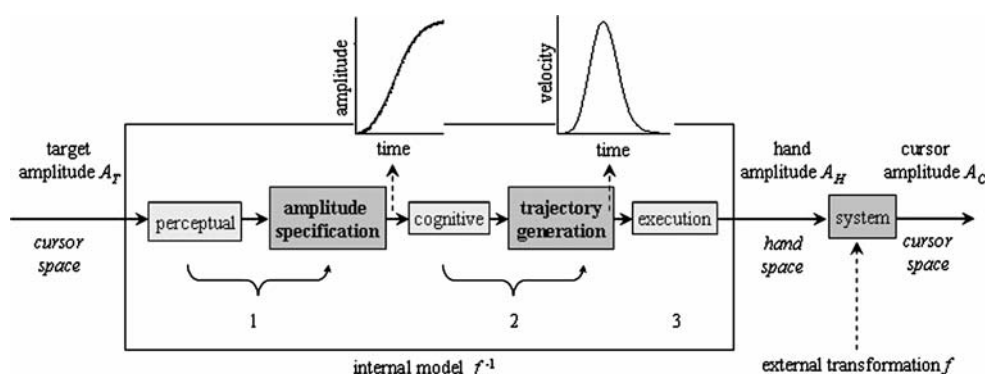 amplitude
time
velocity
time
target
amplitude A_T
cursor
space
perceptual
amplitude
specification
cognitive
trajectory
generation
execution
hand
amplitude A_H
hand
space
system
cursor
amplitude A_C
cursor
space
1
2
3
internal model f⁻¹
external transformation f